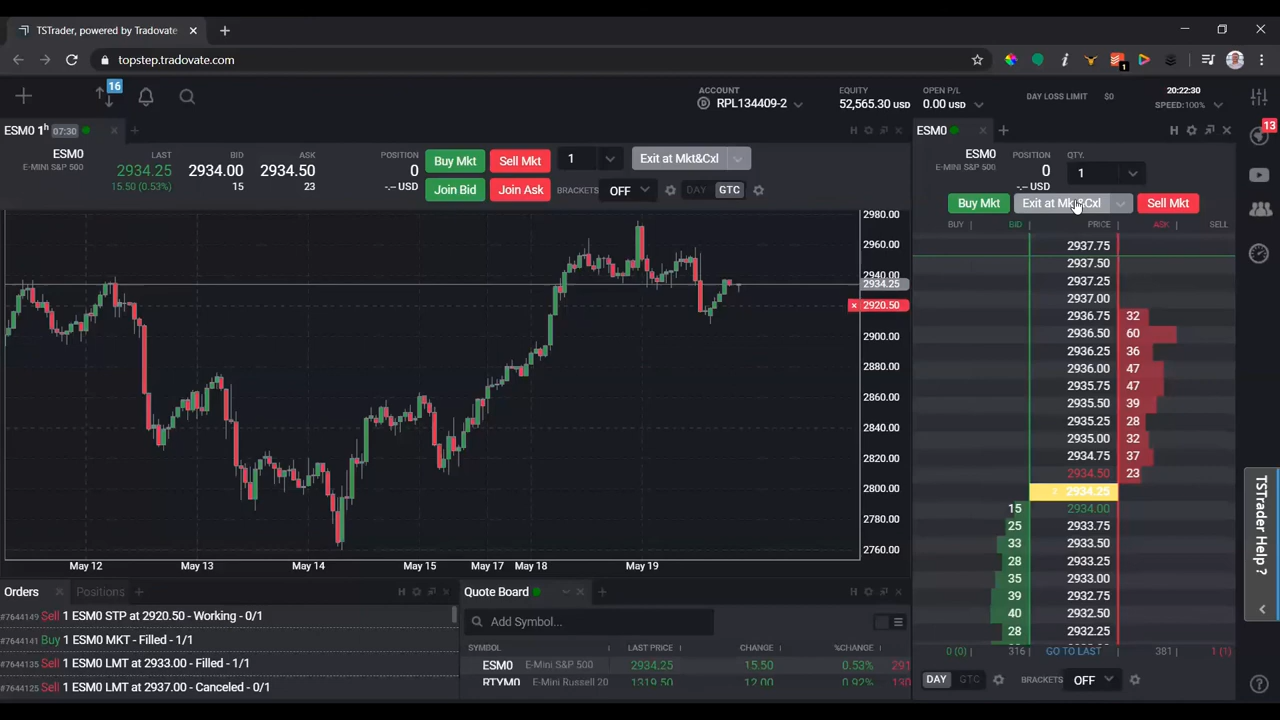 TSTrader, powered by Tradovate
topstep.tradovate.com
1
16
ACCOUNT
RPL134409-2
EQUITY
52,565.30 USD
OPEN P/L
0.00 USD
DAY LOSS LIMIT $0
20:22:30
SPEED:100%
ESM0 1h 07:30
ESM0
E-MINI S&P 500
LAST
2934.25
15.50 (0.53%)
BID
2934.00
15
ASK
2934.50
23
POSITION
0
-.-- USD
Buy Mkt
Sell Mkt
1
Exit at Mkt&Cxl
Join Bid
Join Ask
BRACKETS OFF
DAY GTC
H
2980.00
2960.00
2940.00
2934.25
2920.50
2900.00
2880.00
2860.00
2840.00
2820.00
2800.00
2780.00
2760.00
May 12
May 13
May 14
May 15
May 17
May 18
May 19
Orders
Positions
H
#7644149 Sell 1 ESM0 STP at 2920.50 - Working - 0/1
#7644141 Buy 1 ESM0 MKT - Filled - 1/1
#7644135 Sell 1 ESM0 LMT at 2933.00 - Filled - 1/1
#7644125 Sell 1 ESM0 LMT at 2937.00 - Canceled - 0/1
Quote Board
H
Add Symbol...
SYMBOL LAST PRICE CHANGE %CHANGE
ESM0 E-Mini S&P 500 2934.25 15.50 0.53% 291
RTYM0 E-Mini Russell 20 1319.50 12.00 0.92% 130
ESM0
H
13
ESM0
E-MINI S&P 500
POSITION
0
-.-- USD
QTY.
1
Buy Mkt
Exit at Mkt&Cxl
Sell Mkt
BUY BID PRICE ASK SELL
2937.75
2937.50
2937.25
2937.00
2936.75 32
2936.50 60
2936.25 36
2936.00 47
2935.75 47
2935.50 39
2935.25 28
2935.00 32
2934.75 37
2934.50 23
7 2934.25
15 2934.00
25 2933.75
33 2933.50
28 2933.25
35 2933.00
39 2932.75
40 2932.50
28 2932.25
0 (0) 316 GO TO LAST 381 1 (1)
DAY GTC
BRACKETS OFF
TSTrader Help ?